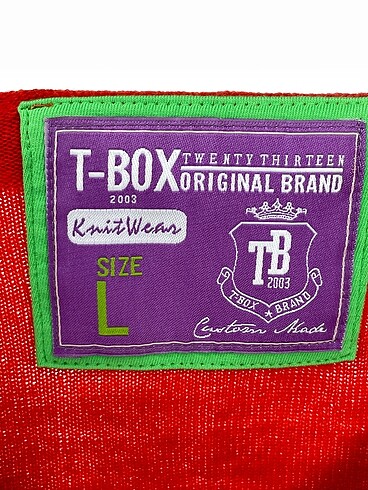 T-BOX TWENTY THIRTEEN
ORIGINAL BRAND
2003
KnitWear
SIZE
L
TB
2003
T-BOX ★ BRAND
Custom Made